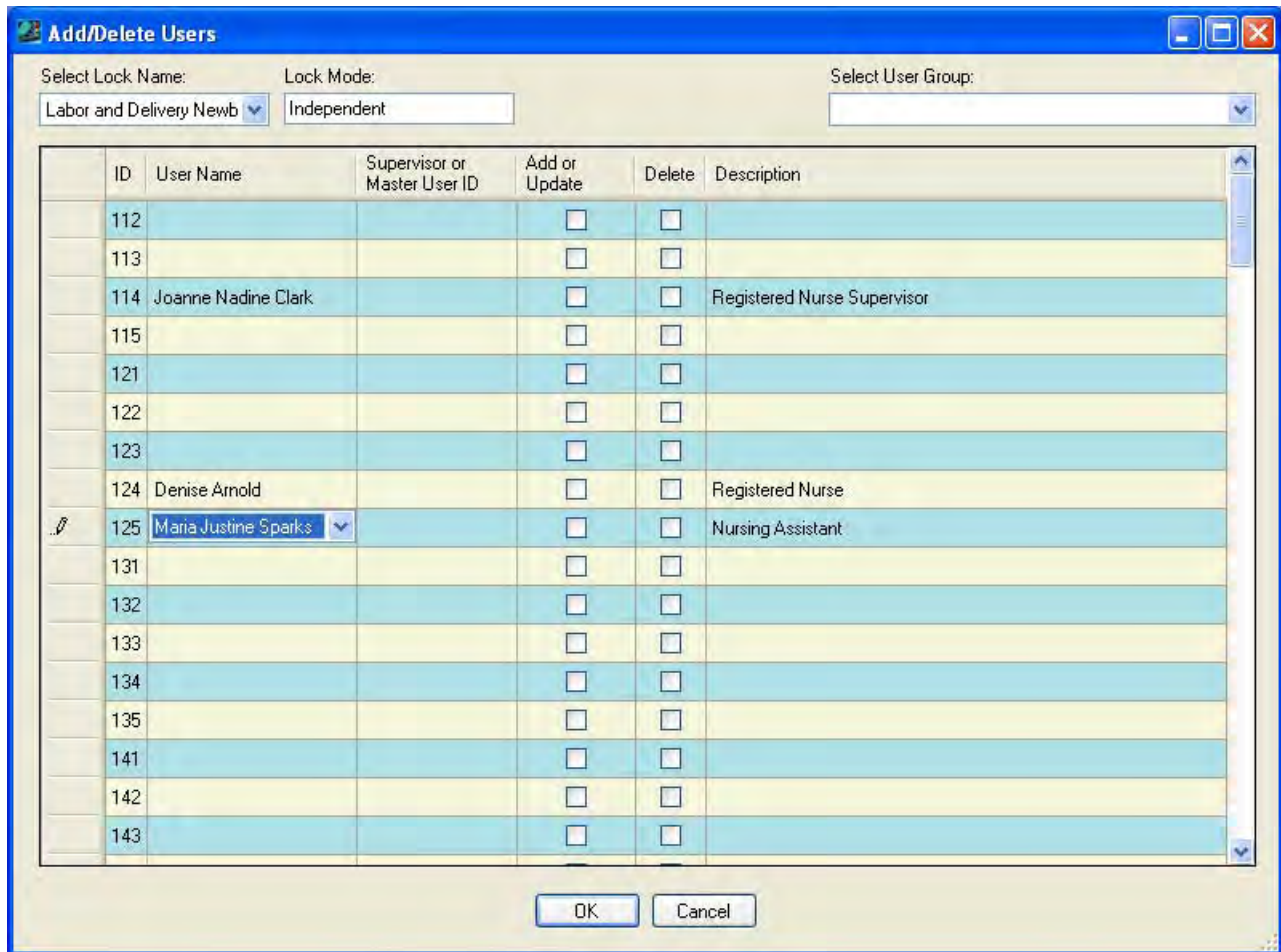 Add/Delete Users
Select Lock Name: Lock Mode: Select User Group:
Labor and Delivery Newb Independent
ID User Name Supervisor or Master User ID Add or Update Delete Description
112
113
114 Joanne Nadine Clark Registered Nurse Supervisor
115
121
122
123
124 Denise Arnold Registered Nurse
125 Maria Justine Sparks Nursing Assistant
131
132
133
134
135
141
142
143
OK Cancel